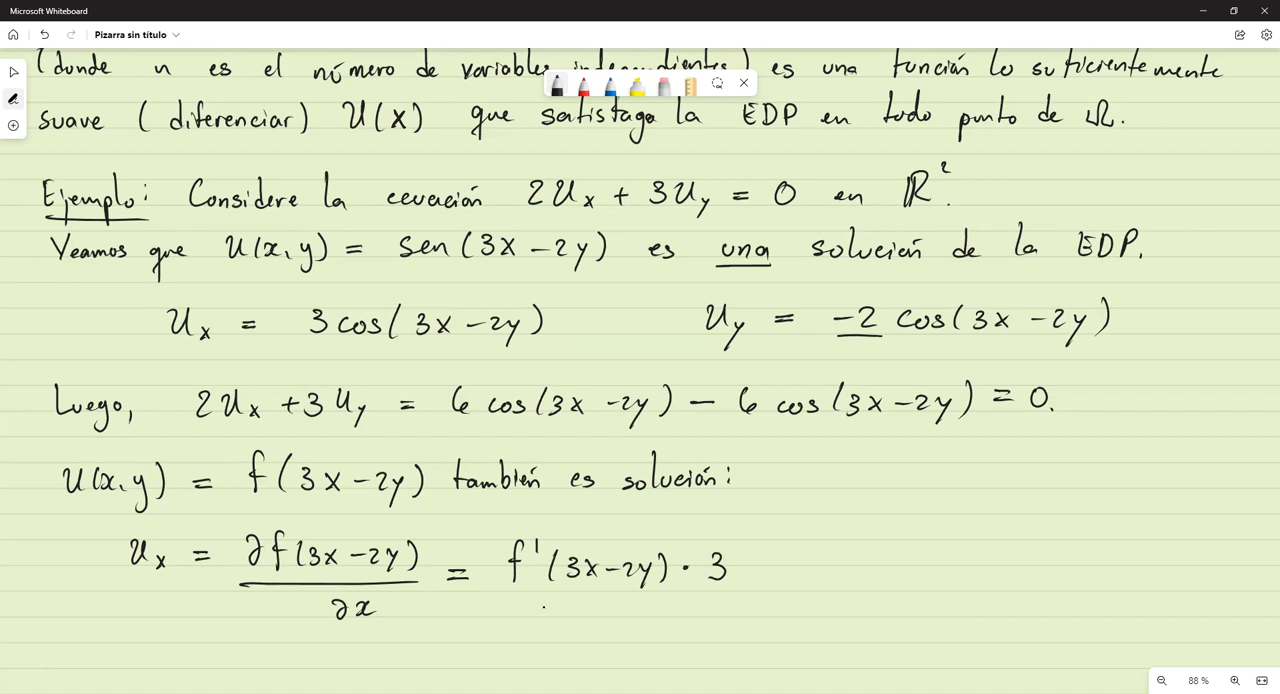 Microsoft Whiteboard
Pizarra sin título
(donde n es el número de variables independientes) es una función lo suficientemente
suave (diferenciar) U(x) que satisfaga la EDP en todo punto de Ω.
Ejemplo: Considere la ecuación 2Ux + 3Uy = 0 en ℝ².
Veamos que U(x,y) = sen(3x − 2y) es una solución de la EDP.
Ux = 3 cos(3x − 2y) Uy = −2 cos(3x − 2y)
Luego, 2Ux + 3Uy = 6 cos(3x − 2y) − 6 cos(3x − 2y) = 0.
U(x,y) = f(3x − 2y) también es solución:
Ux = ∂f(3x − 2y)/∂x = f'(3x − 2y) · 3
88 %